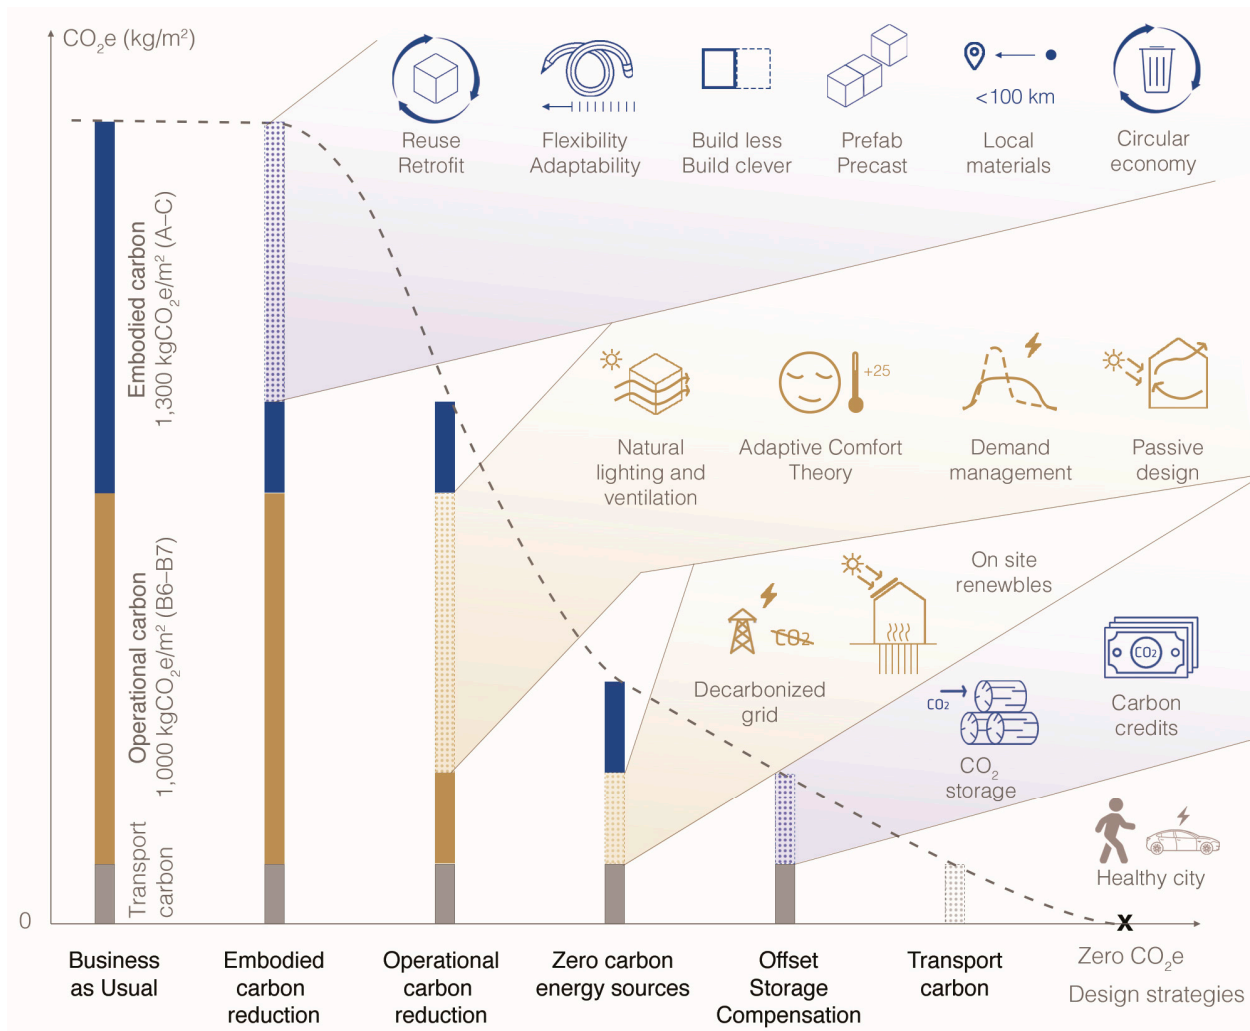 CO₂e (kg/m²)
Reuse
Retrofit
Flexibility
Adaptability
Build less
Build clever
Prefab
Precast
<100 km
Local
materials
Circular
economy
Embodied carbon
1,300 kgCO₂e/m² (A–C)
Operational carbon
1,000 kgCO₂e/m² (B6–B7)
Transport
carbon
+25
Natural
lighting and
ventilation
Adaptive Comfort
Theory
Demand
management
Passive
design
CO₂
Decarbonized
grid
On site
renewbles
CO₂
CO₂
storage
CO₂
Carbon
credits
Healthy city
0
X
Business
as Usual
Embodied
carbon
reduction
Operational
carbon
reduction
Zero carbon
energy sources
Offset
Storage
Compensation
Transport
carbon
Zero CO₂e
Design strategies